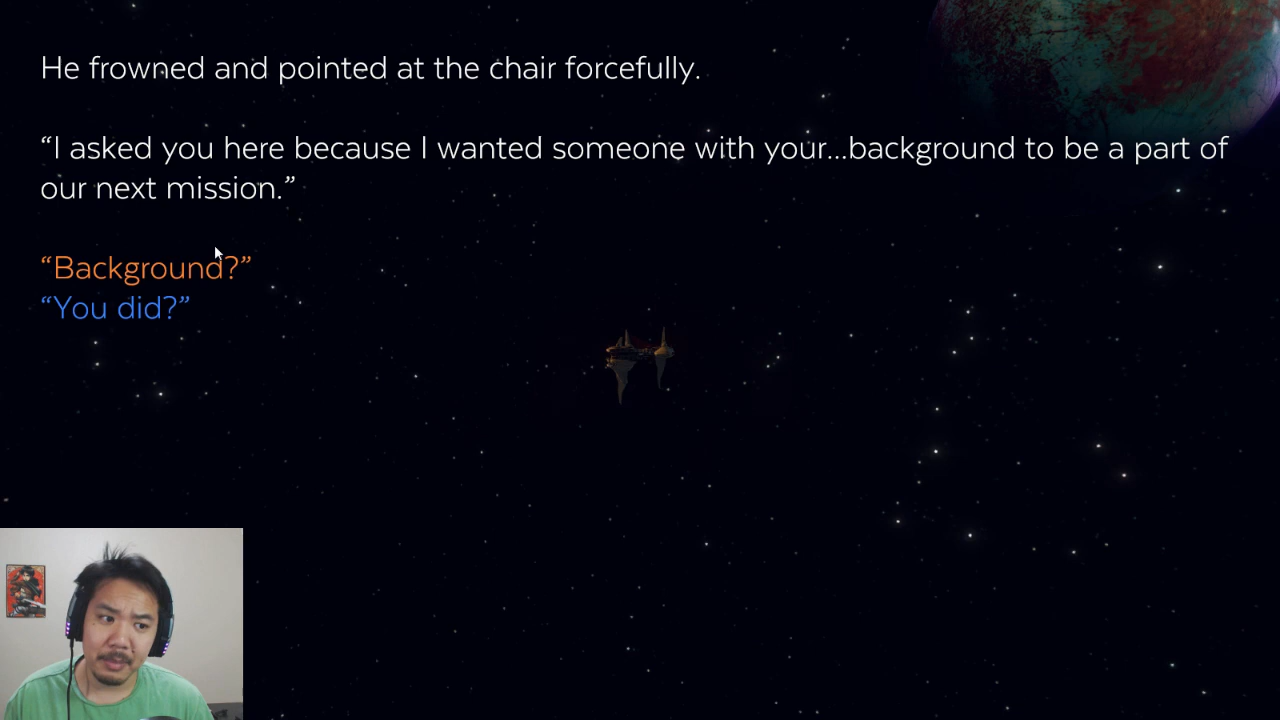 He frowned and pointed at the chair forcefully.
“I asked you here because I wanted someone with your...background to be a part of
our next mission.”
“Background?”
“You did?”